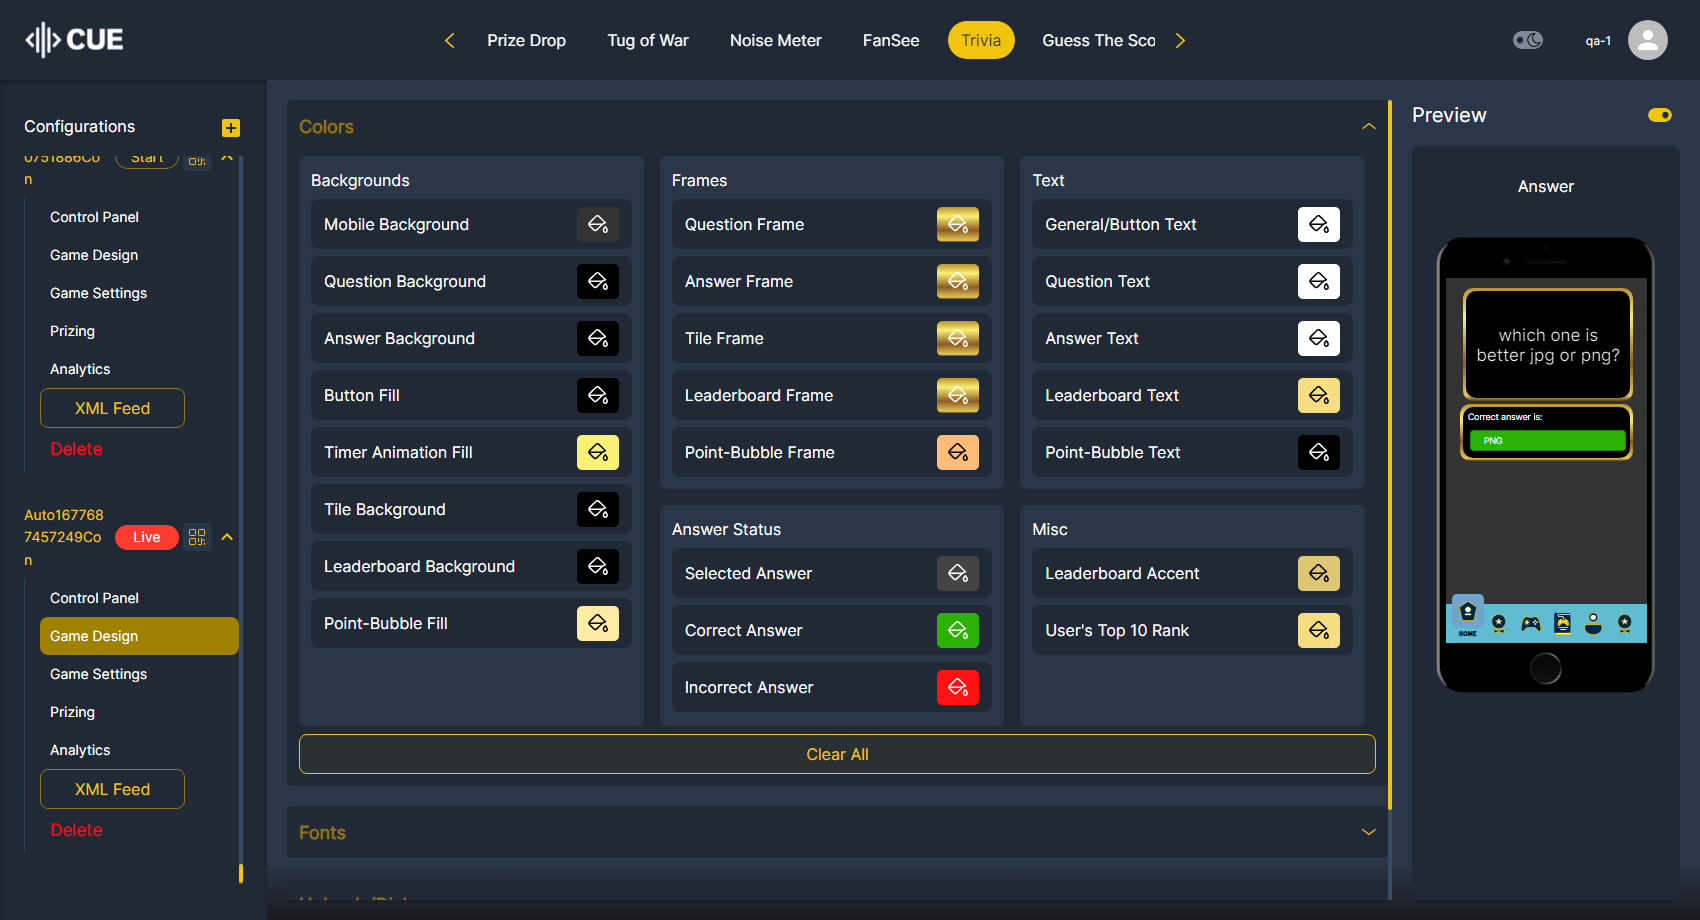 CUE
Prize Drop
Tug of War
Noise Meter
FanSee
Trivia
Guess The Sco
qa-1
Configurations
0751886Co
n
Start
Control Panel
Game Design
Game Settings
Prizing
Analytics
XML Feed
Delete
Auto167768
7457249Co
n
Live
Control Panel
Game Design
Game Settings
Prizing
Analytics
XML Feed
Delete
Colors
Backgrounds
Mobile Background
Question Background
Answer Background
Button Fill
Timer Animation Fill
Tile Background
Leaderboard Background
Point-Bubble Fill
Frames
Question Frame
Answer Frame
Tile Frame
Leaderboard Frame
Point-Bubble Frame
Text
General/Button Text
Question Text
Answer Text
Leaderboard Text
Point-Bubble Text
Answer Status
Selected Answer
Correct Answer
Incorrect Answer
Misc
Leaderboard Accent
User's Top 10 Rank
Clear All
Fonts
Preview
Answer
which one is
better jpg or png?
Correct answer is:
PNG
HOME